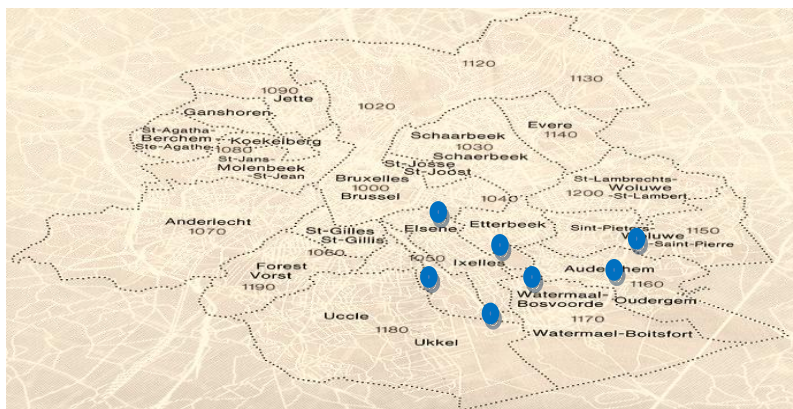 1120
1130
1090
Jette
1020
Ganshoren
St-Agatha-
Berchem
Ste-Agathe
1080
Koekelberg
St-Jans-
Molenbeek
St-Jean
Schaarbeek
1030
Schaerbeek
Evere
1140
St-Josse
St-Joost
Bruxelles
1000
Brussel
1040
St-Lambrechts-
1200 Woluwe
-St-Lambert
Anderlecht
1070
St-Gilles
St-Gillis
1060
Elsene
Etterbeek
Sint-Pieters-
1150
-Saint-Pierre
1050
Ixelles
Forest
Vorst
1190
1160
Watermaal-
Bosvoorde
Oudergem
Uccle
1180
Ukkel
1170
Watermael-Boitsfort